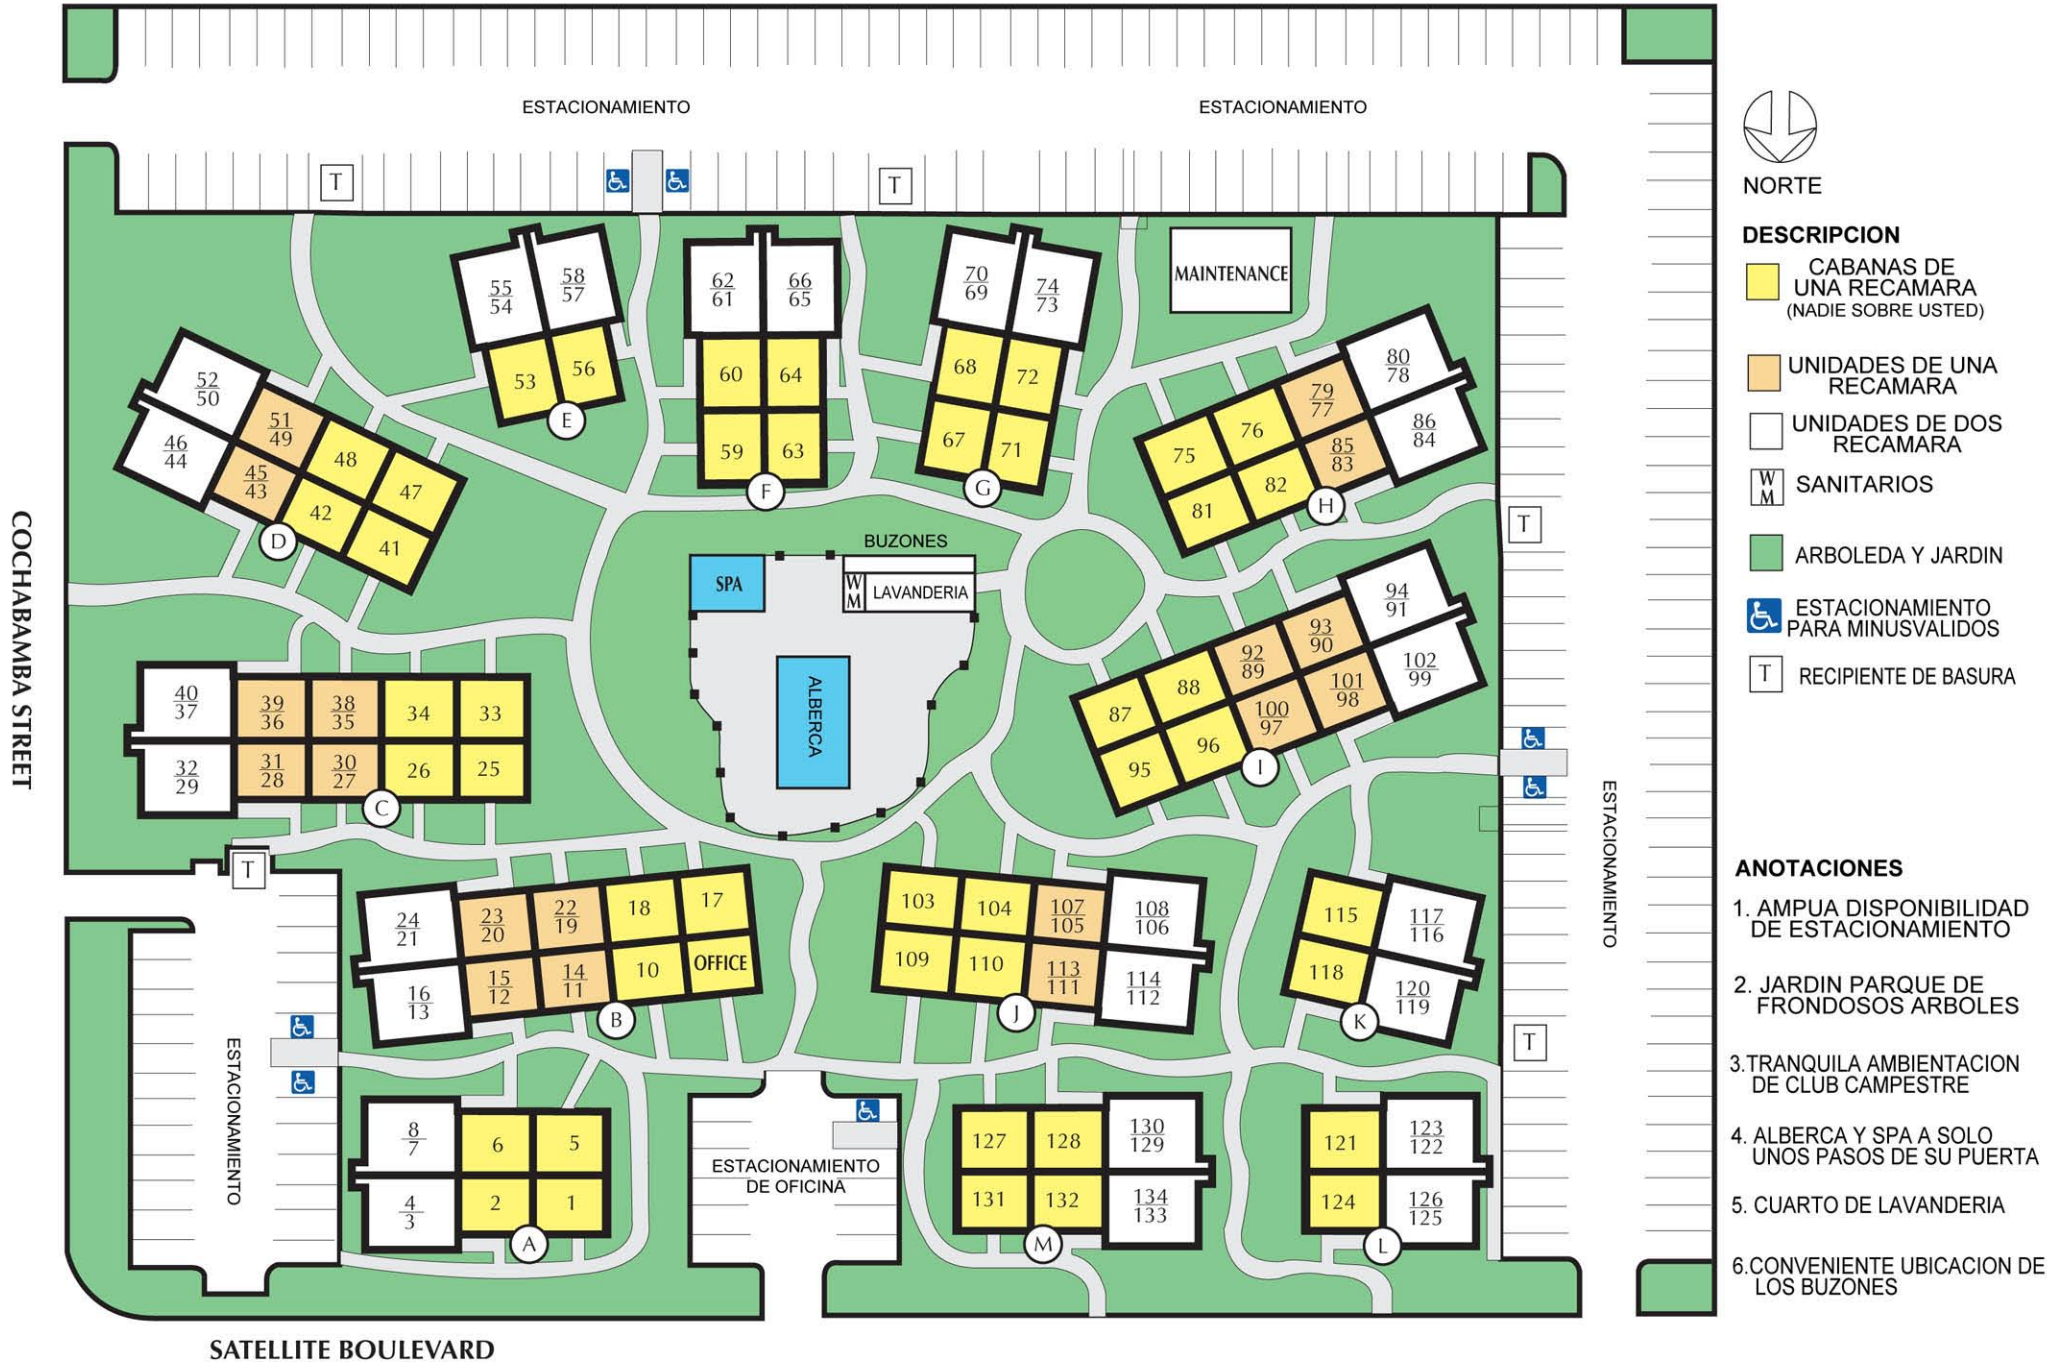 ESTACIONAMIENTO
ESTACIONAMIENTO
T
T
55
54
58
57
53
56
E
62
61
66
65
60
64
59
63
F
70
69
74
73
68
72
67
71
G
MAINTENANCE
80
78
79
77
86
84
76
85
83
75
82
81
H
52
50
51
49
46
44
48
45
43
47
42
41
D
T
BUZONES
SPA
W
M
LAVANDERIA
ALBERCA
94
91
93
90
92
89
102
99
88
101
98
87
100
97
96
95
I
COCHABAMBA STREET
40
37
39
36
38
35
34
33
32
29
31
28
30
27
26
25
C
T
ESTACIONAMIENTO
24
21
23
20
22
19
18
17
16
13
15
12
14
11
10
OFFICE
B
103
104
107
105
108
106
109
110
113
111
114
112
J
115
117
116
118
120
119
K
T
ESTACIONAMIENTO
8
7
6
5
4
3
2
1
A
ESTACIONAMIENTO
DE OFICINA
127
128
130
129
131
132
134
133
M
121
123
122
124
126
125
L
SATELLITE BOULEVARD
NORTE
DESCRIPCION
CABANAS DE
UNA RECAMARA
(NADIE SOBRE USTED)
UNIDADES DE UNA
RECAMARA
UNIDADES DE DOS
RECAMARA
W
M
SANITARIOS
ARBOLEDA Y JARDIN
ESTACIONAMIENTO
PARA MINUSVALIDOS
T
RECIPIENTE DE BASURA
ANOTACIONES
1. AMPUA DISPONIBILIDAD
DE ESTACIONAMIENTO
2. JARDIN PARQUE DE
FRONDOSOS ARBOLES
3.TRANQUILA AMBIENTACION
DE CLUB CAMPESTRE
4. ALBERCA Y SPA A SOLO
UNOS PASOS DE SU PUERTA
5. CUARTO DE LAVANDERIA
6.CONVENIENTE UBICACION DE
LOS BUZONES